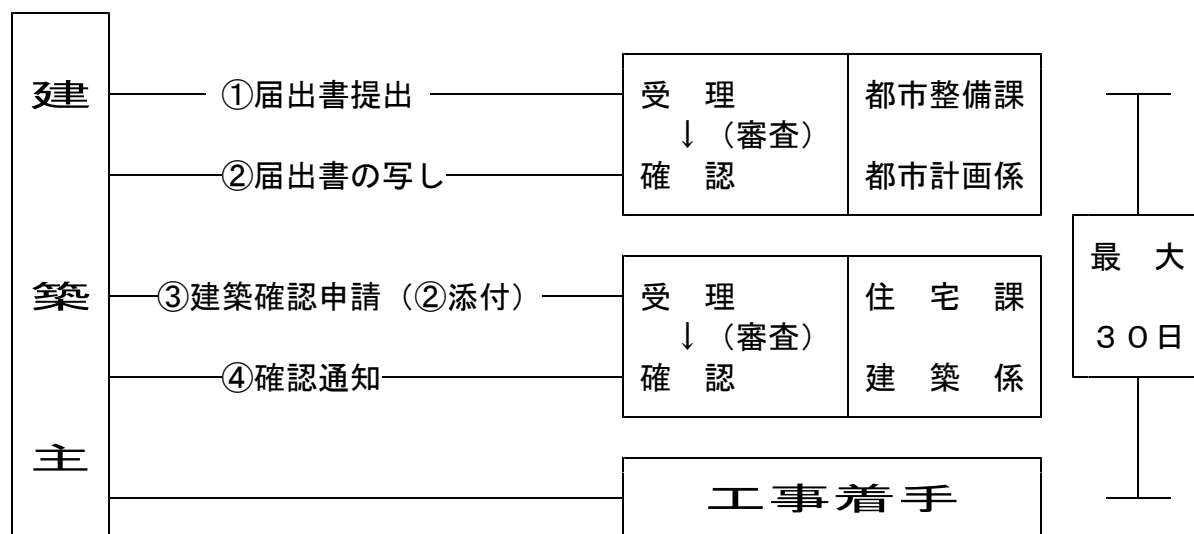 建築主
①届出書提出
②届出書の写し
受　理
↓（審査）
確　認
都市整備課
都市計画係
③建築確認申請（②添付）
④確認通知
受　理
↓（審査）
確　認
住　宅　課
建　築　係
工事着手
最　大
３０日